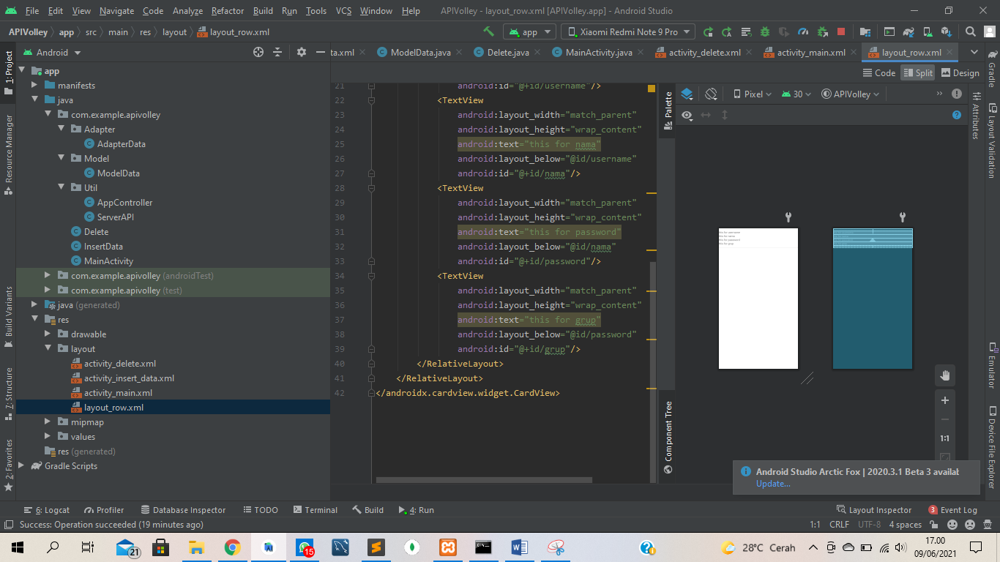 File Edit View Navigate Code Analyze Refactor Build Run Tools VCS Window Help APIVolley - layout_row.xml [APIVolley.app] - Android Studio
APIVolley app src main res layout layout_row.xml app Xiaomi Redmi Note 9 Pro
1: Project
Resource Manager
Build Variants
7: Structure
2: Favorites
Android
app
manifests
java
com.example.apivolley
Adapter
AdapterData
Model
ModelData
Util
AppController
ServerAPI
Delete
InsertData
MainActivity
com.example.apivolley (androidTest)
com.example.apivolley (test)
java (generated)
res
drawable
layout
activity_delete.xml
activity_insert_data.xml
activity_main.xml
layout_row.xml
mipmap
values
res (generated)
Gradle Scripts
ta.xml ModelData.java Delete.java MainActivity.java activity_delete.xml activity_main.xml layout_row.xml
Code Split Design
21 android:id="@+id/username"/>
22 <TextView
23 android:layout_width="match_parent"
24 android:layout_height="wrap_content"
25 android:text="this for nama"
26 android:layout_below="@id/username"
27 android:id="@+id/nama"/>
28 <TextView
29 android:layout_width="match_parent"
30 android:layout_height="wrap_content"
31 android:text="this for password"
32 android:layout_below="@id/nama"
33 android:id="@+id/password"/>
34 <TextView
35 android:layout_width="match_parent"
36 android:layout_height="wrap_content"
37 android:text="this for grup"
38 android:layout_below="@id/password"
39 android:id="@+id/grup"/>
40 </RelativeLayout>
41 </RelativeLayout>
42 </androidx.cardview.widget.CardView>
Palette
Component Tree
Pixel 30 APIVolley
this for username
this for nama
this for password
this for grup
1:1
Attributes
Gradle
Layout Validation
Emulator
Device File Explorer
Android Studio Arctic Fox | 2020.3.1 Beta 3 availab
Update...
6: Logcat Profiler Database Inspector TODO Terminal Build 4: Run Layout Inspector 3 Event Log
Success: Operation succeeded (19 minutes ago) 1:1 CRLF UTF-8 4 spaces
21 15 28°C Cerah 17.00
09/06/2021